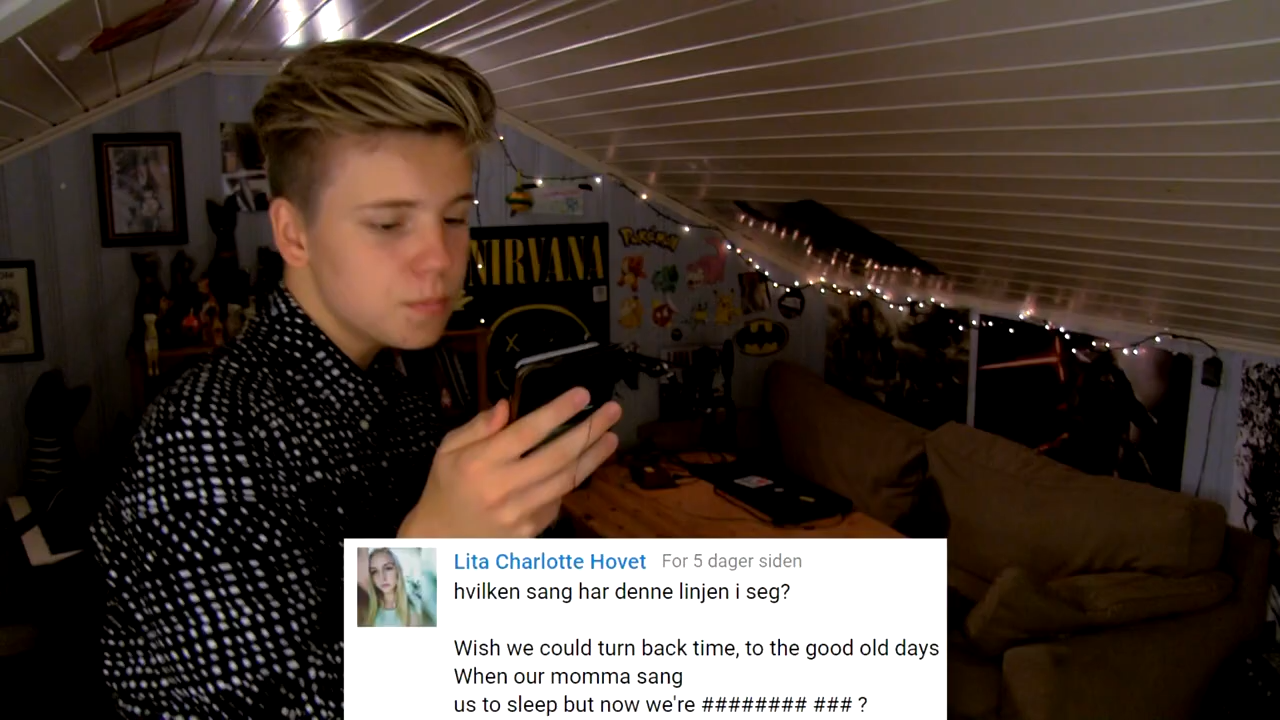 NIRVANA
POKéMON
Lita Charlotte Hovet For 5 dager siden
hvilken sang har denne linjen i seg?
Wish we could turn back time, to the good old days
When our momma sang
us to sleep but now we're ######## ### ?